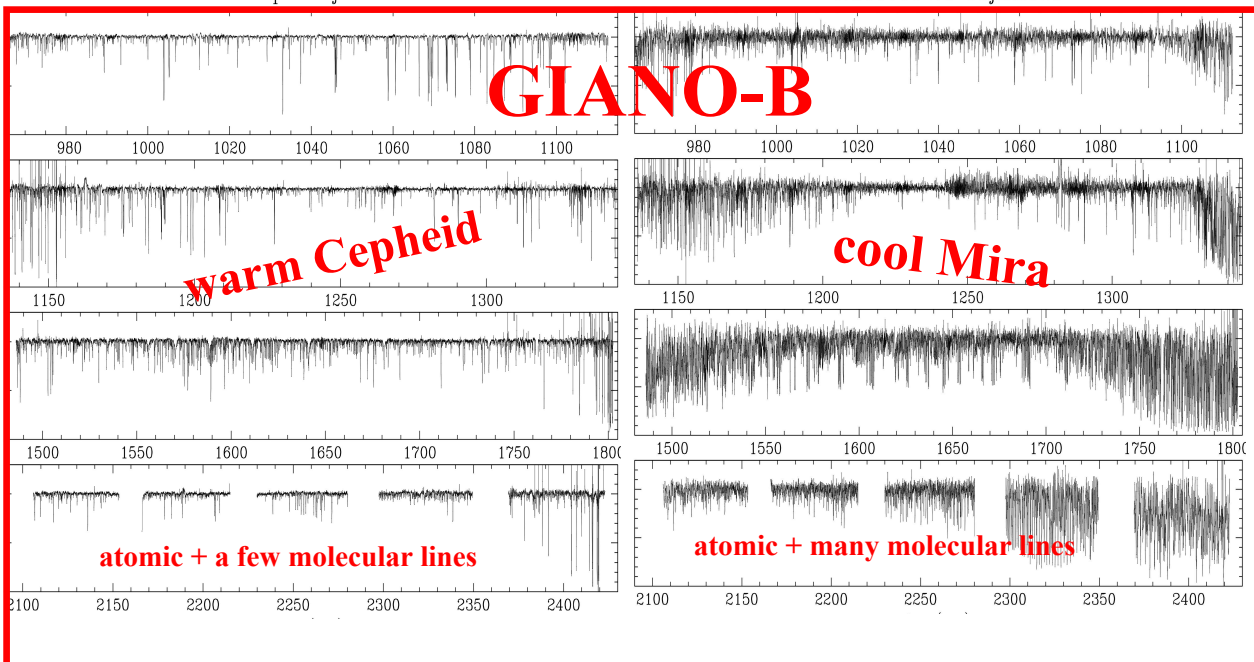 GIANO-B
980 1000 1020 1040 1060 1080 1100
980 1000 1020 1040 1060 1080 1100
warm Cepheid
cool Mira
1150 1200 1250 1300
1150 1200 1250 1300
1500 1550 1600 1650 1700 1750 1800
1500 1550 1600 1650 1700 1750 180
atomic + a few molecular lines
atomic + many molecular lines
2100 2150 2200 2250 2300 2350 2400
2100 2150 2200 2250 2300 2350 2400